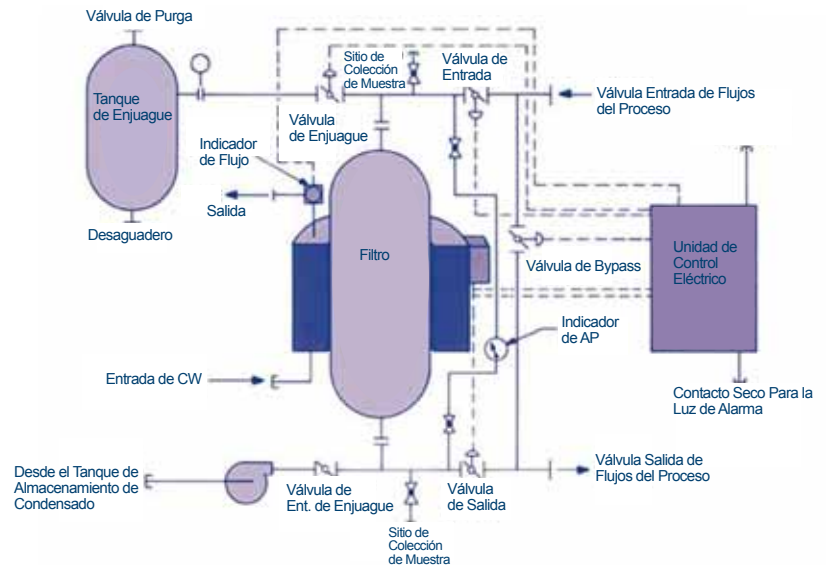 Válvula de Purga
Sitio de
Colección
de Muestra
Válvula de
Entrada
Tanque
de Enjuague
Válvula Entrada de Flujos
del Proceso
Válvula
de Enjuague
Indicador
de Flujo
Salida
Desaguadero
Filtro
Válvula de Bypass
Unidad de
Control
Eléctrico
Indicador
de AP
Entrada de CW
Contacto Seco Para la
Luz de Alarma
Desde el Tanque de
Almacenamiento de
Condensado
Válvula de
Ent. de Enjuague
Válvula
de Salida
Válvula Salida de
Flujos del Proceso
Sitio de
Colección
de Muestra